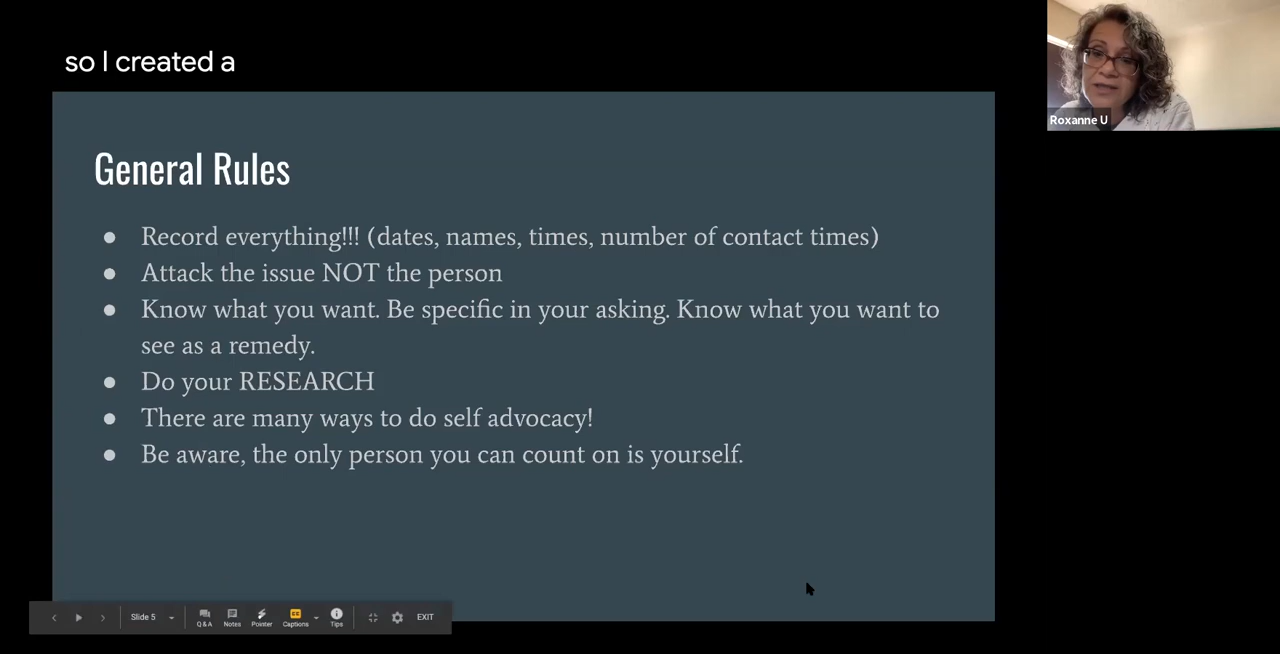 so I created a
Roxanne U
General Rules
● Record everything!!! (dates, names, times, number of contact times)
● Attack the issue NOT the person
● Know what you want. Be specific in your asking. Know what you want to
see as a remedy.
● Do your RESEARCH
● There are many ways to do self advocacy!
● Be aware, the only person you can count on is yourself.
Slide 5
Q & A
Notes
Pointer
CC
Captions
Tips
EXIT